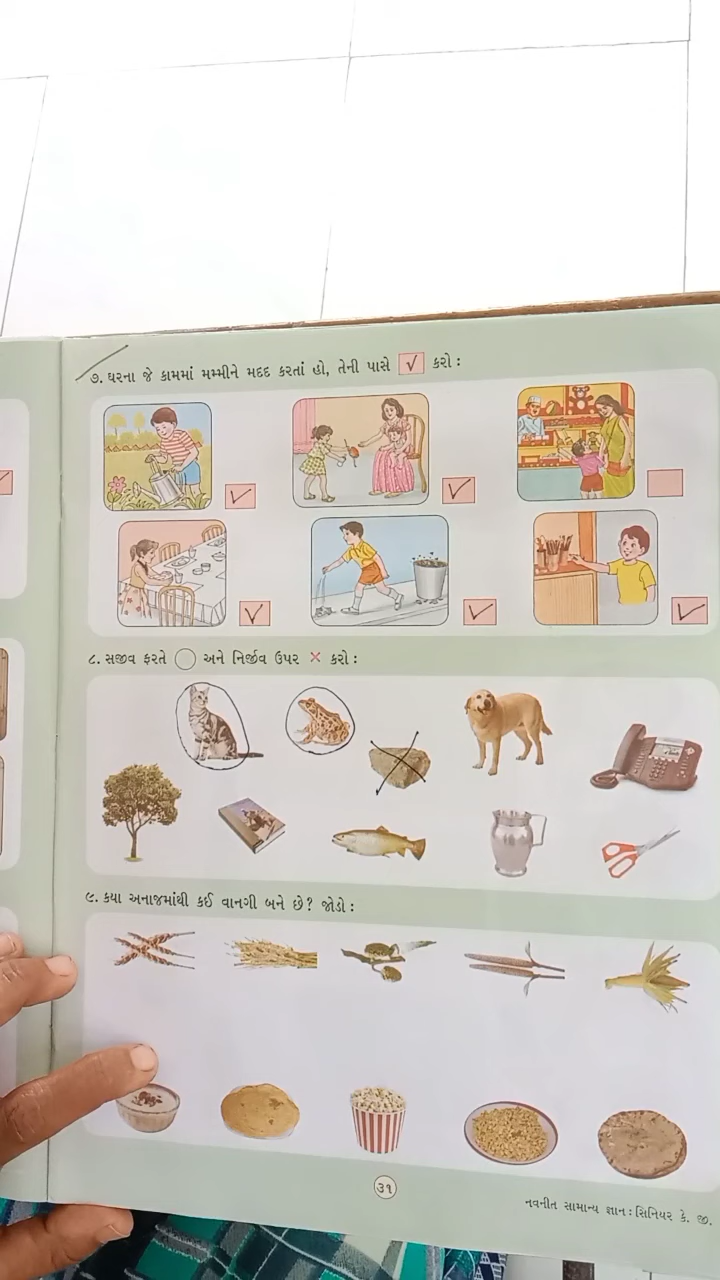 ૭. ઘરના જે કામમાં મમ્મીને મદદ કરતાં હો, તેની પાસે ✓ કરો :
૮. સજીવ ફરતે ◯ અને નિર્જીવ ઉપર × કરો :
૯. કયા અનાજમાંથી કઈ વાનગી બને છે? જોડો :
૩૧
નવનીત સામાન્ય જ્ઞાન : સિનિયર કે. જી.